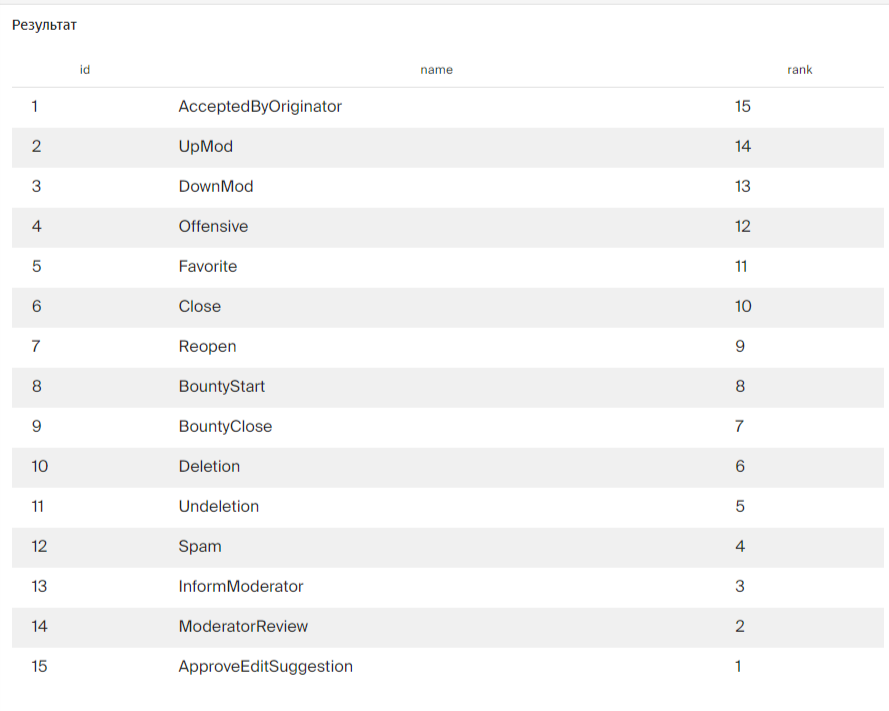 Результат
id name rank
1 AcceptedByOriginator 15
2 UpMod 14
3 DownMod 13
4 Offensive 12
5 Favorite 11
6 Close 10
7 Reopen 9
8 BountyStart 8
9 BountyClose 7
10 Deletion 6
11 Undeletion 5
12 Spam 4
13 InformModerator 3
14 ModeratorReview 2
15 ApproveEditSuggestion 1